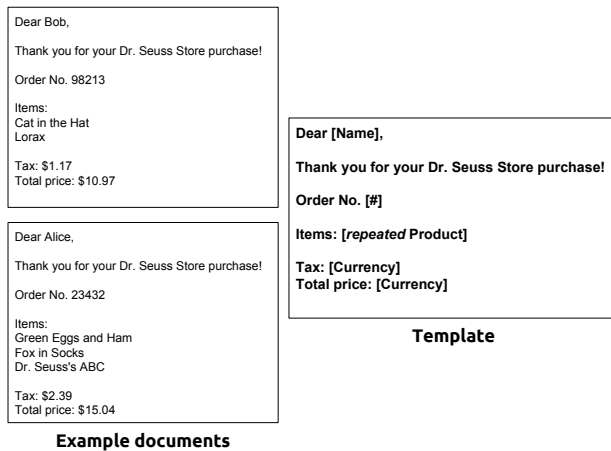 Dear Bob,
Thank you for your Dr. Seuss Store purchase!
Order No. 98213
Items:
Cat in the Hat
Lorax
Tax: $1.17
Total price: $10.97
Dear Alice,
Thank you for your Dr. Seuss Store purchase!
Order No. 23432
Items:
Green Eggs and Ham
Fox in Socks
Dr. Seuss's ABC
Tax: $2.39
Total price: $15.04
Example documents
Dear [Name],
Thank you for your Dr. Seuss Store purchase!
Order No. [#]
Items: [repeated Product]
Tax: [Currency]
Total price: [Currency]
Template